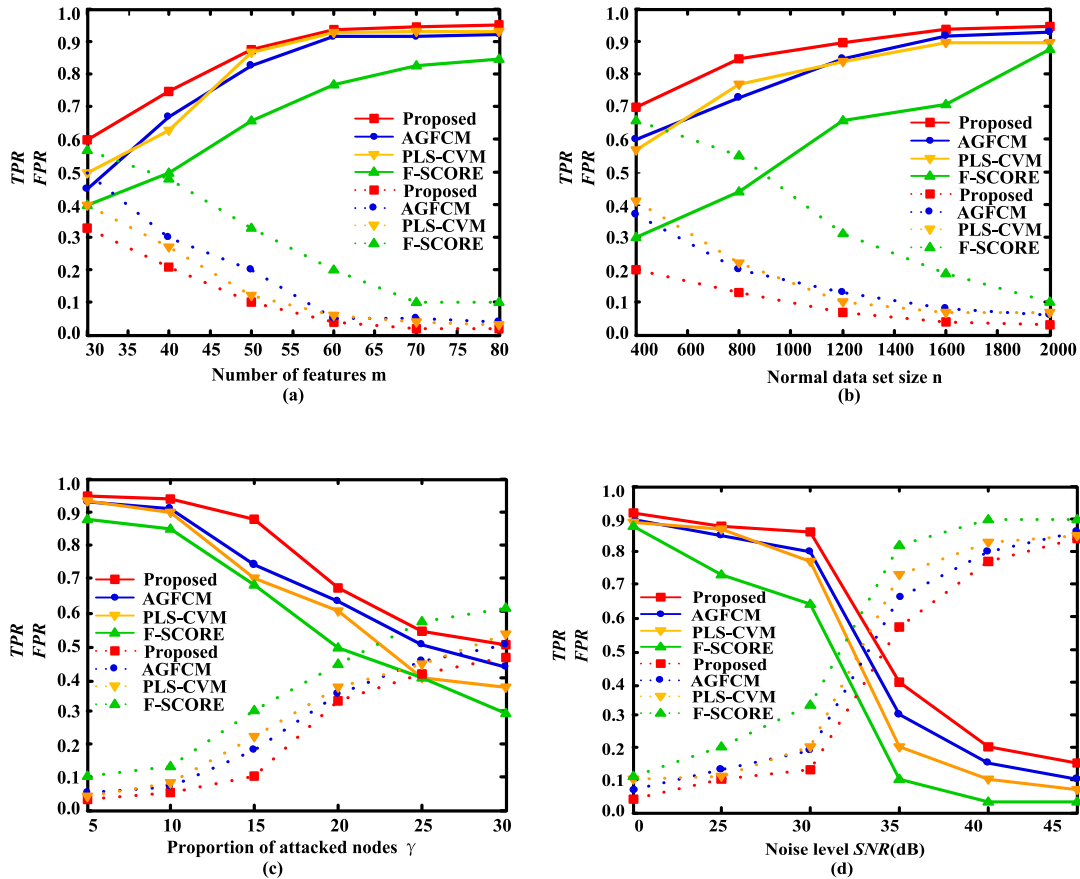 1.0
0.9
0.8
0.7
0.6
0.5
0.4
0.3
0.2
0.1
0.0
TPR
FPR
Proposed
AGFCM
PLS-CVM
F-SCORE
Proposed
AGFCM
PLS-CVM
F-SCORE
30 35 40 45 50 55 60 65 70 75 80
Number of features m
(a)
1.0
0.9
0.8
0.7
0.6
0.5
0.4
0.3
0.2
0.1
0.0
TPR
FPR
Proposed
AGFCM
PLS-CVM
F-SCORE
Proposed
AGFCM
PLS-CVM
F-SCORE
400 600 800 1000 1200 1400 1600 1800 2000
Normal data set size n
(b)
1.0
0.9
0.8
0.7
0.6
0.5
0.4
0.3
0.2
0.1
0.0
TPR
FPR
Proposed
AGFCM
PLS-CVM
F-SCORE
Proposed
AGFCM
PLS-CVM
F-SCORE
5 10 15 20 25 30
Proportion of attacked nodes γ
(c)
1.0
0.9
0.8
0.7
0.6
0.5
0.4
0.3
0.2
0.1
0.0
TPR
FPR
Proposed
AGFCM
PLS-CVM
F-SCORE
Proposed
AGFCM
PLS-CVM
F-SCORE
0 25 30 35 40 45
Noise level SNR(dB)
(d)